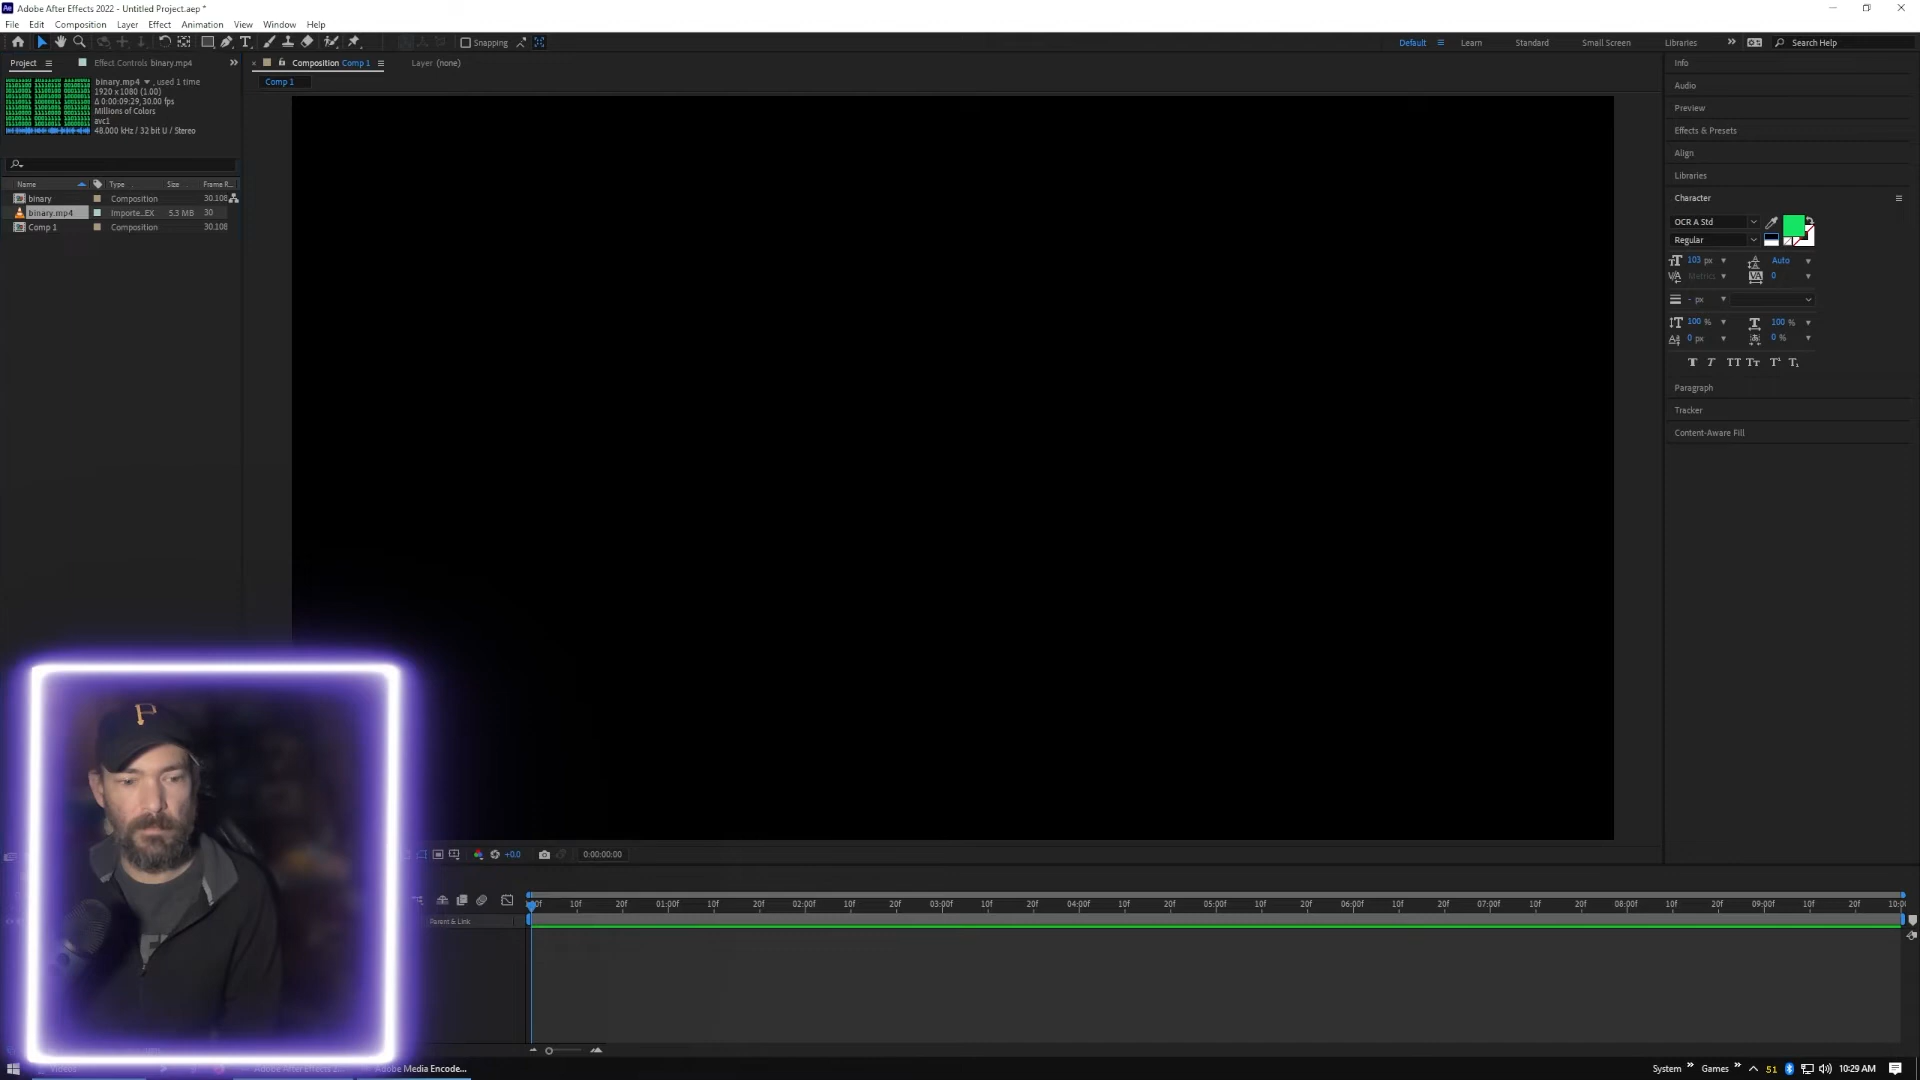 Adobe After Effects 2022 - Untitled Project.aep *
File Edit Composition Layer Effect Animation View Window Help
Snapping
Default Learn Standard Small Screen Libraries Search Help
Project Effect Controls binary.mp4
Composition Comp 1 Layer (none)
Comp 1
binary.mp4 , used 1 time
1920 x 1080 (1.00)
Δ 0:00:09:29, 30.00 fps
Millions of Colors
avc1
48.000 kHz / 32 bit U / Stereo
Name Type Size Frame R...
binary Composition 30.108
binary.mp4 Importe...EX 5.3 MB 30
Comp 1 Composition 30.108
Info
Audio
Preview
Effects & Presets
Align
Libraries
Character
OCR A Std
Regular
103 px Auto
Metrics 0
- px
100 % 100 %
0 px 0 %
Paragraph
Tracker
Content-Aware Fill
P
+0.0 0:00:00:00
10f 20f 01:00f 10f 20f 02:00f 10f 20f 03:00f 10f 20f 04:00f 10f 20f 05:00f 10f 20f 06:00f 10f 20f 07:00f 10f 20f 08:00f 10f 20f 09:00f 10f 20f
Parent & Link
Videos Adobe After Effects 2... Adobe Media Encode... System Games 51 10:29 AM